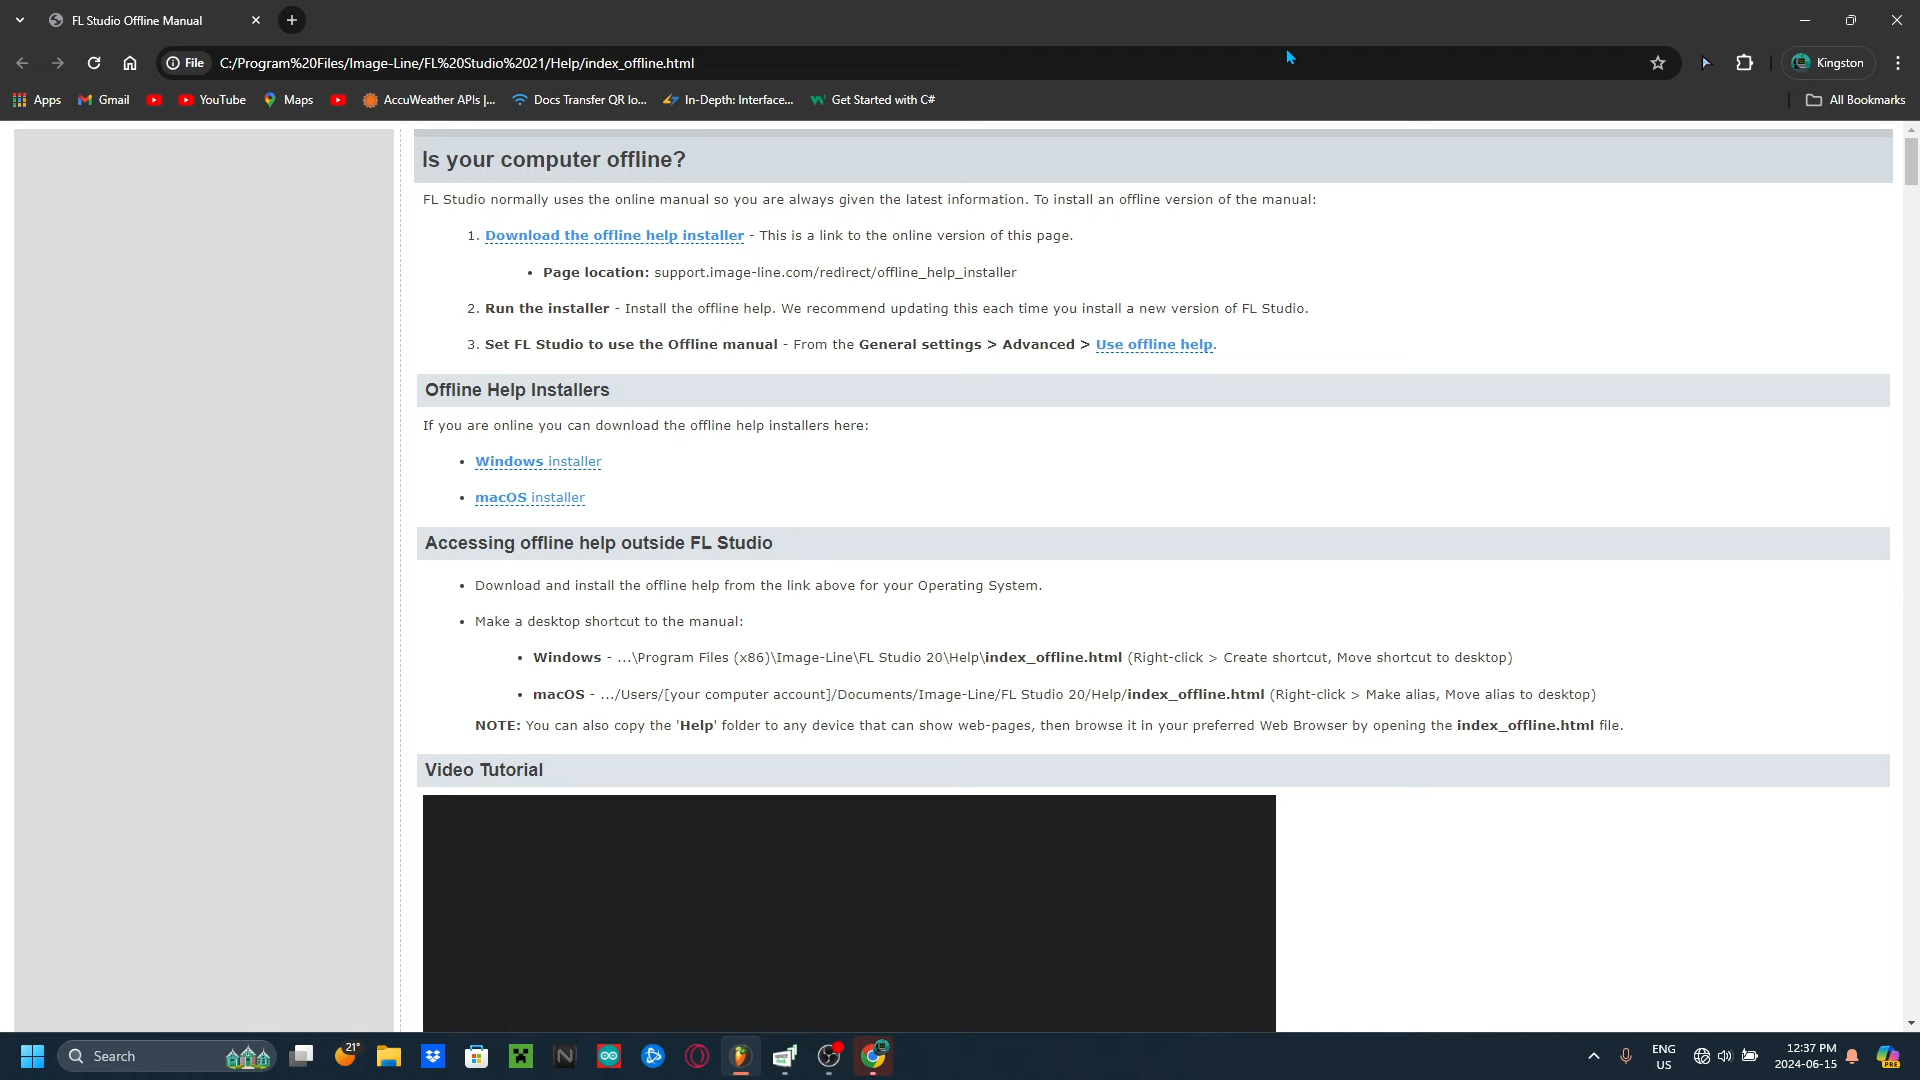 FL Studio Offline Manual
File C:/Program%20Files/Image-Line/FL%20Studio%2021/Help/index_offline.html Kingston
Apps Gmail YouTube Maps AccuWeather APIs |... Docs Transfer QR lo... In-Depth: Interface... Get Started with C# All Bookmarks
Is your computer offline?
FL Studio normally uses the online manual so you are always given the latest information. To install an offline version of the manual:
1. Download the offline help installer - This is a link to the online version of this page.
• Page location: support.image-line.com/redirect/offline_help_installer
2. Run the installer - Install the offline help. We recommend updating this each time you install a new version of FL Studio.
3. Set FL Studio to use the Offline manual - From the General settings > Advanced > Use offline help.
Offline Help Installers
If you are online you can download the offline help installers here:
• Windows installer
• macOS installer
Accessing offline help outside FL Studio
• Download and install the offline help from the link above for your Operating System.
• Make a desktop shortcut to the manual:
• Windows - ...\Program Files (x86)\Image-Line\FL Studio 20\Help\index_offline.html (Right-click > Create shortcut, Move shortcut to desktop)
• macOS - .../Users/[your computer account]/Documents/Image-Line/FL Studio 20/Help/index_offline.html (Right-click > Make alias, Move alias to desktop)
NOTE: You can also copy the 'Help' folder to any device that can show web-pages, then browse it in your preferred Web Browser by opening the index_offline.html file.
Video Tutorial
Search 21° ENG 12:37 PM
US 2024-06-15 PRE